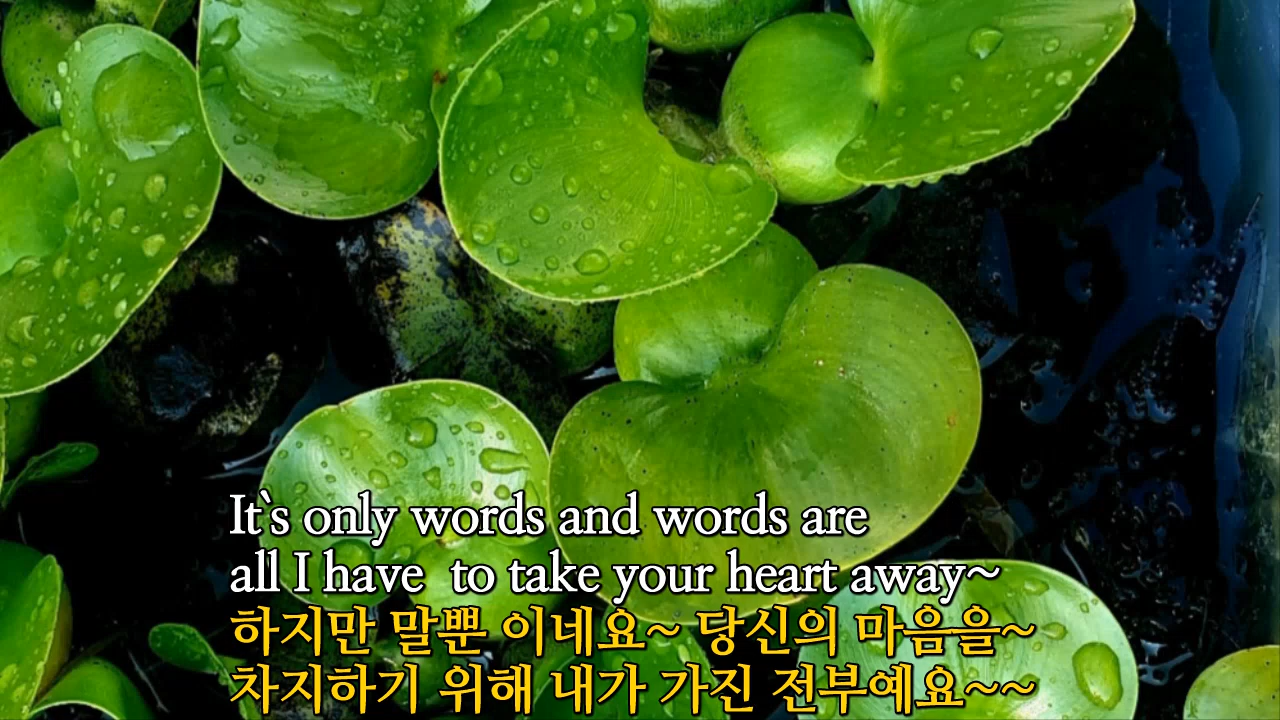 It`s only words and words are
all I have  to take your heart away~
하지만 말뿐 이네요~ 당신의 마음을~
차지하기 위해 내가 가진 전부예요~~